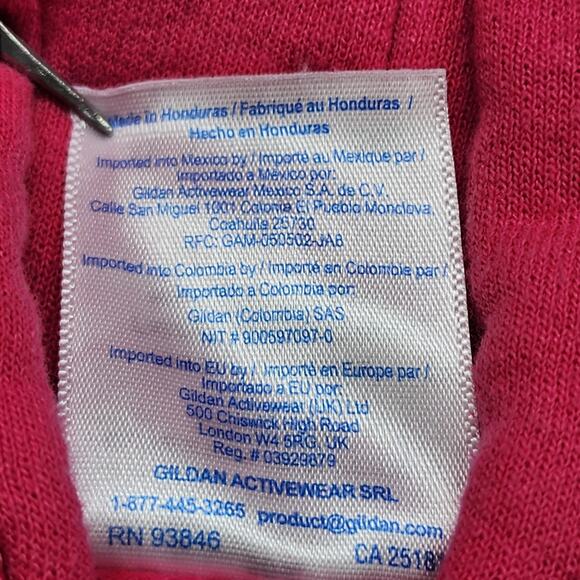 Made in Honduras / Fabriqué au Honduras /
Hecho en Honduras
Imported into Mexico by / Importé au Mexique par /
Importado a México por:
Gildan Activewear Mexico S.A. de C.V.
Calle San Miguel 1001 Colonia El Pueblo Monclova,
Coahuila 25730
RFC: GAM-050502-JA8
Imported into Colombia by / Importé en Colombie par /
Importado a Colombia por:
Gildan (Colombia) SAS
NIT # 900597097-0
Imported into EU by / Importé en Europe par /
Importado a EU por:
Gildan Activewear (UK) Ltd
500 Chiswick High Road
London W4 5RG, UK
Reg. # 03929879
GILDAN ACTIVEWEAR SRL
1-877-445-3265 product@gildan.com
RN 93846 CA 2518